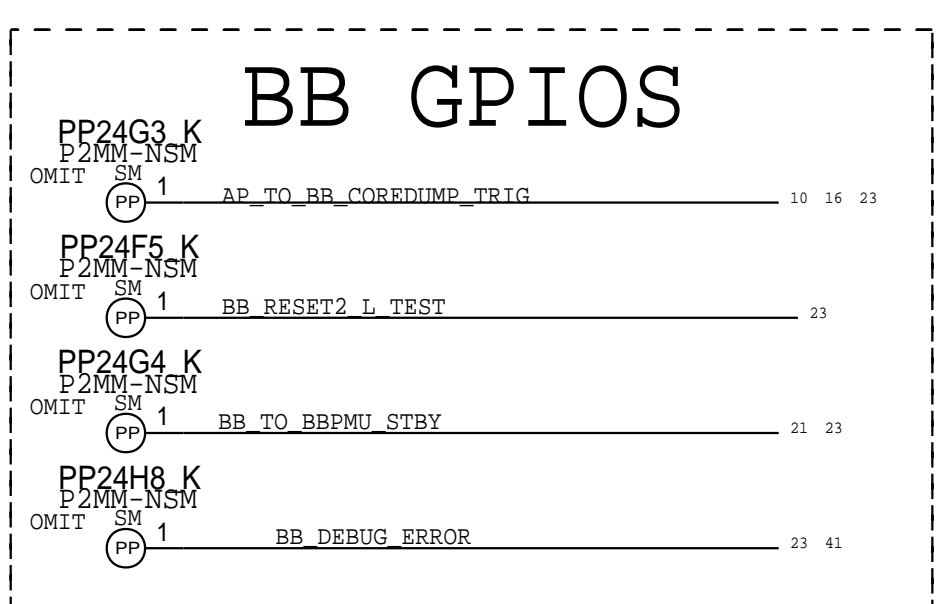 BB GPIOS
PP24G3_K
P2MM-NSM
OMIT SM
PP 1 AP_TO_BB_COREDUMP_TRIG 10 16 23
PP24F5_K
P2MM-NSM
OMIT SM
PP 1 BB_RESET2_L_TEST 23
PP24G4_K
P2MM-NSM
OMIT SM
PP 1 BB_TO_BBPMU_STBY 21 23
PP24H8_K
P2MM-NSM
OMIT SM
PP 1 BB_DEBUG_ERROR 23 41